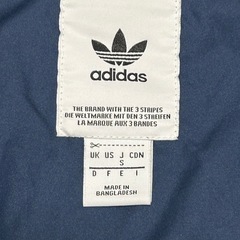 adidas
THE BRAND WITH THE 3 STRIPES
DIE WELTMARKE MIT DEN 3 STREIFEN
LA MARQUE AUX 3 BANDES
UK US J CDN
S
D F E I
MADE IN
BANGLADESH